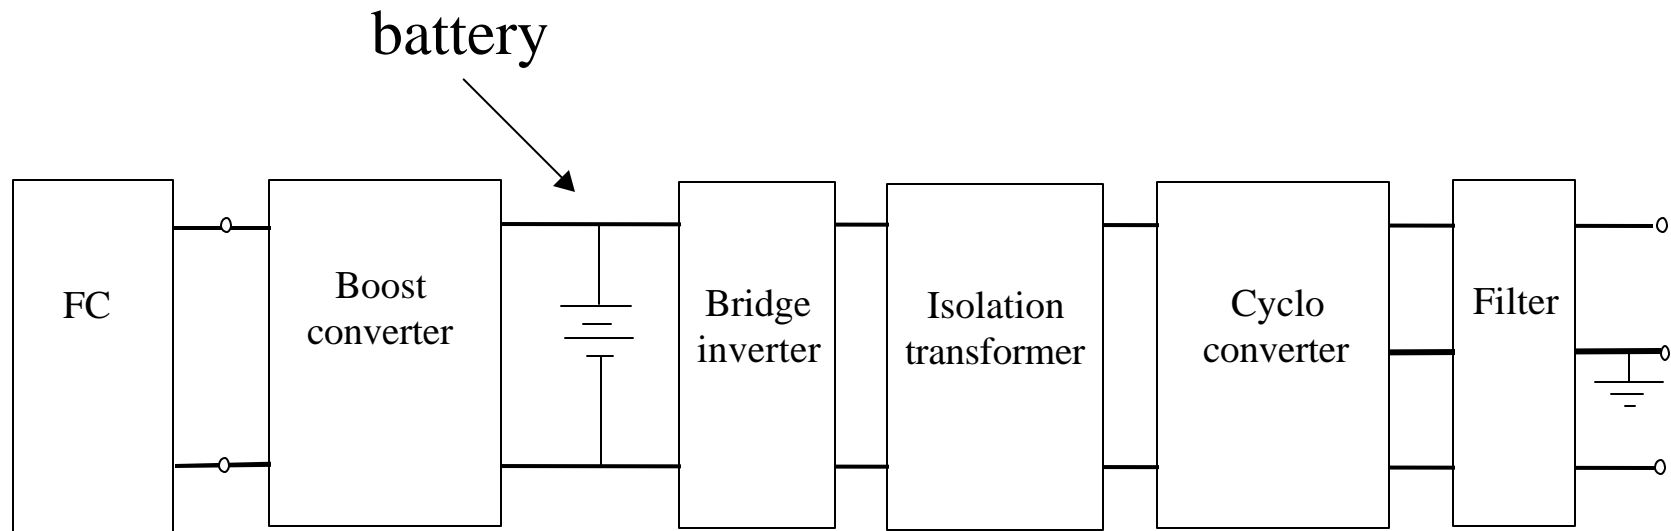 battery
FC
Boost
converter
Bridge
inverter
Isolation
transformer
Cyclo
converter
Filter